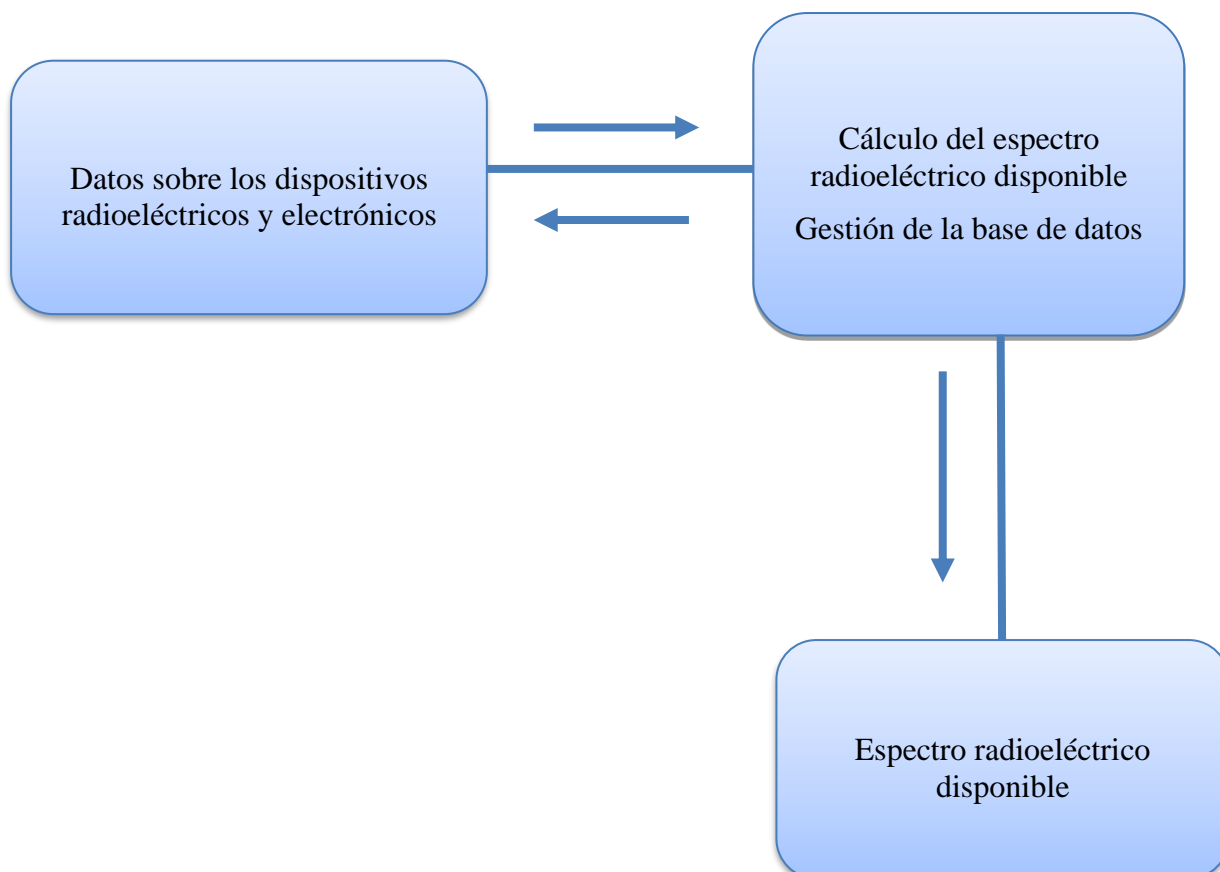 Datos sobre los dispositivos
radioeléctricos y electrónicos
Cálculo del espectro
radioeléctrico disponible
Gestión de la base de datos
Espectro radioeléctrico
disponible